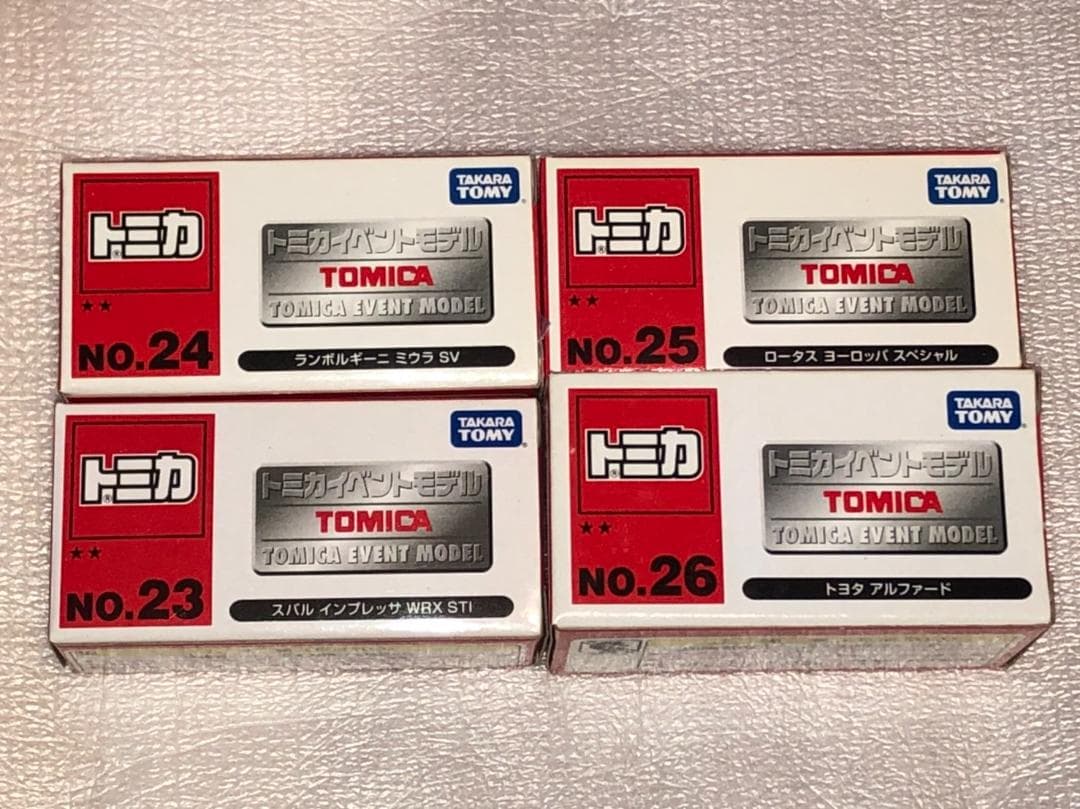 トミカ
TAKARA
TOMY
トミカイベントモデル
TOMICA
TOMICA EVENT MODEL
★★
NO.24
ランボルギーニ ミウラ SV
トミカ
TAKARA
TOMY
トミカイベントモデル
TOMICA
TOMICA EVENT MODEL
★★
NO.25
ロータス ヨーロッパ スペシャル
トミカ
TAKARA
TOMY
トミカイベントモデル
TOMICA
TOMICA EVENT MODEL
★★
NO.23
スバル インプレッサ WRX STI
トミカ
TAKARA
TOMY
トミカイベントモデル
TOMICA
TOMICA EVENT MODEL
★★
NO.26
トヨタ アルファード